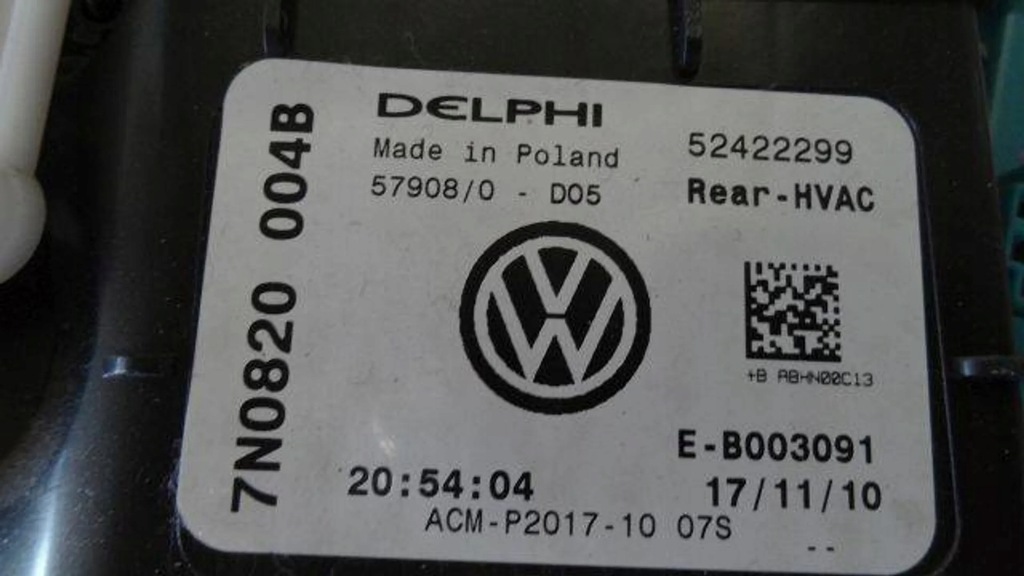 7N0820 004B
DELPHI
Made in Poland
57908/0 - D05
52422299
Rear-HVAC
+B ABHN00C13
E-B003091
20:54:04
17/11/10
ACM-P2017-10 07S
--